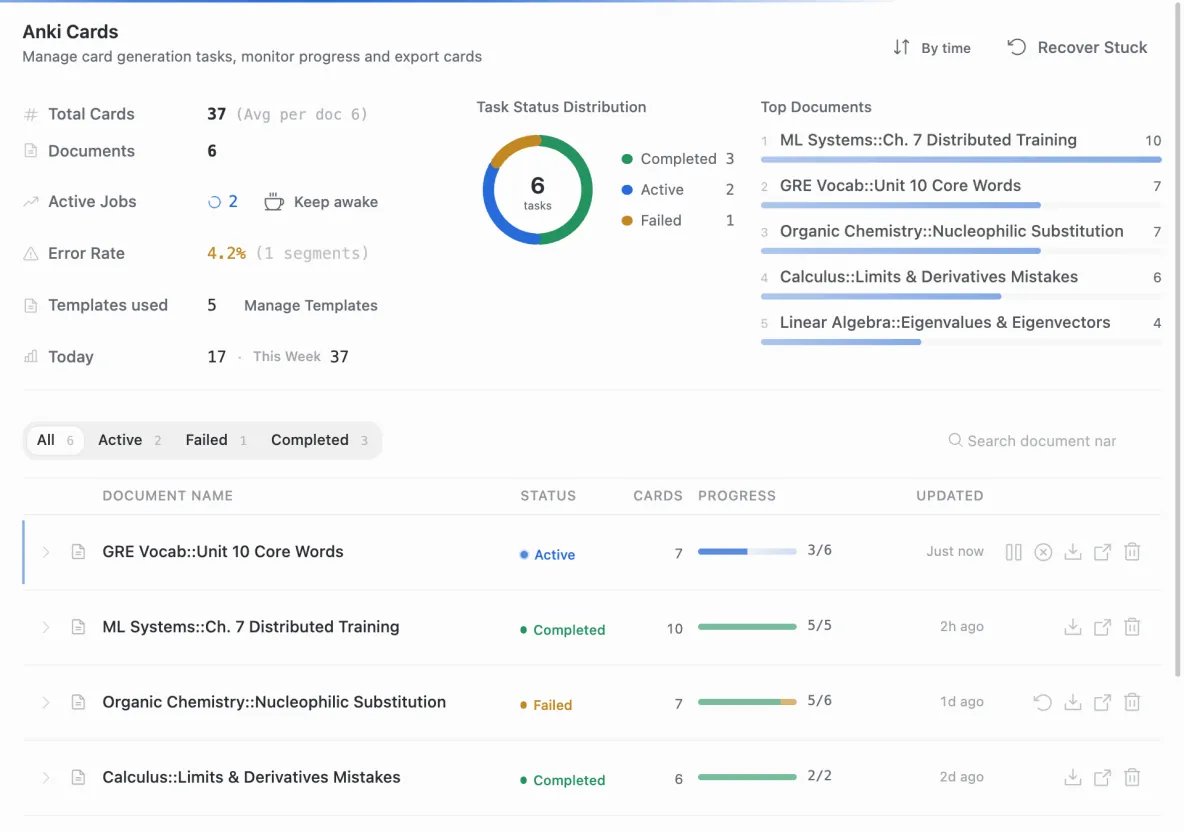 Anki Cards
Manage card generation tasks, monitor progress and export cards
By time
Recover Stuck
Total Cards 37 (Avg per doc 6)
Documents 6
Active Jobs 2 Keep awake
Error Rate 4.2% (1 segments)
Templates used 5 Manage Templates
Today 17 · This Week 37
Task Status Distribution
6
tasks
Completed 3
Active 2
Failed 1
Top Documents
1 ML Systems::Ch. 7 Distributed Training 10
2 GRE Vocab::Unit 10 Core Words 7
3 Organic Chemistry::Nucleophilic Substitution 7
4 Calculus::Limits & Derivatives Mistakes 6
5 Linear Algebra::Eigenvalues & Eigenvectors 4
All 6 Active 2 Failed 1 Completed 3
Search document nar
DOCUMENT NAME STATUS CARDS PROGRESS UPDATED
GRE Vocab::Unit 10 Core Words Active 7 3/6 Just now
ML Systems::Ch. 7 Distributed Training Completed 10 5/5 2h ago
Organic Chemistry::Nucleophilic Substitution Failed 7 5/6 1d ago
Calculus::Limits & Derivatives Mistakes Completed 6 2/2 2d ago